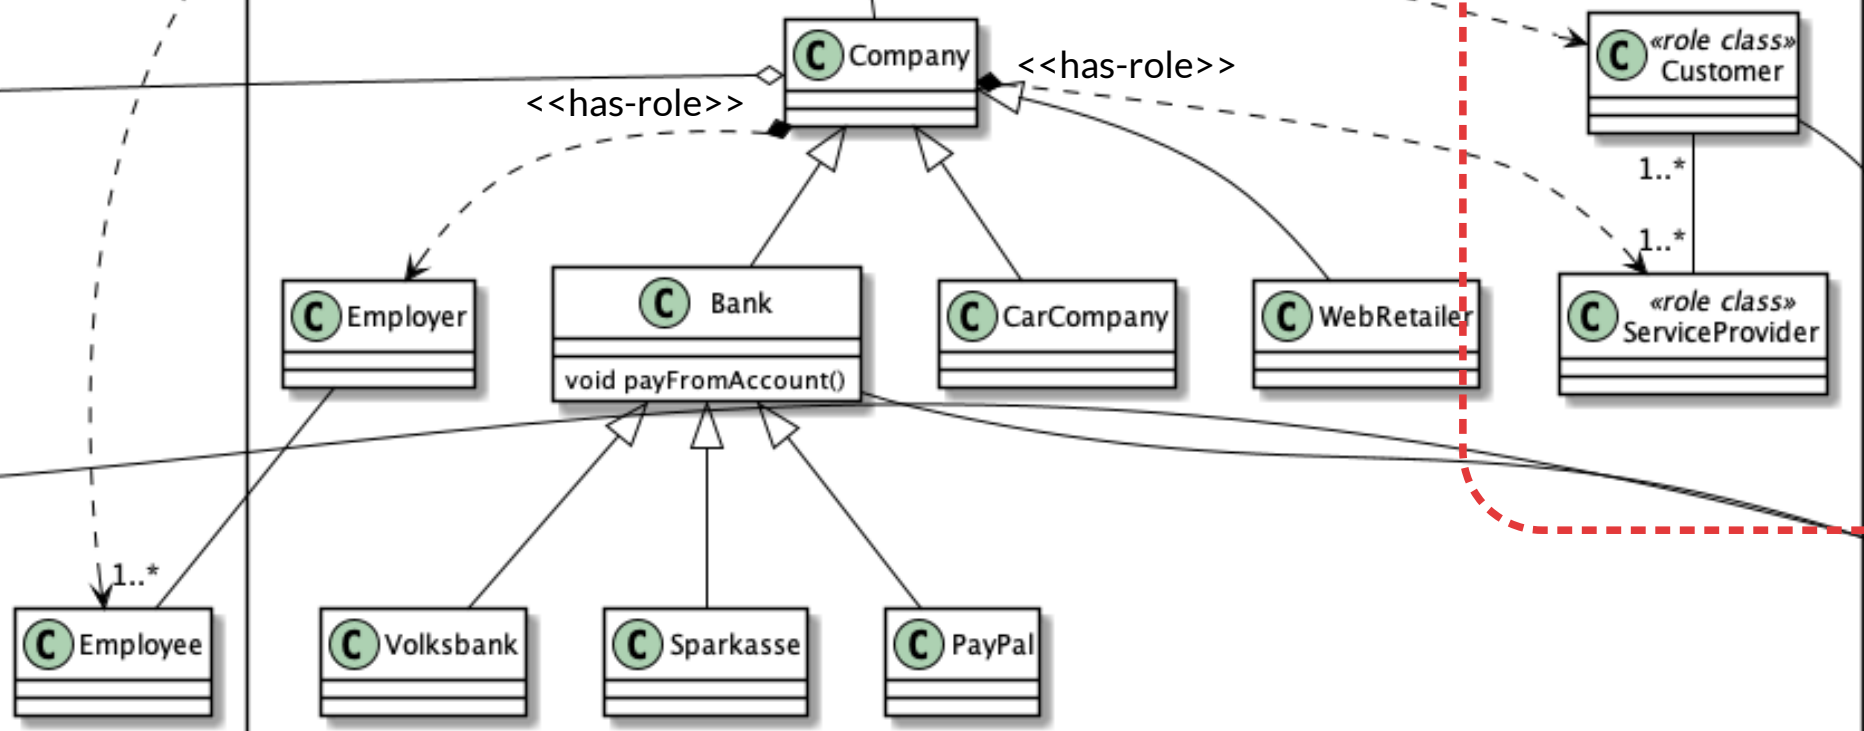 C Company
<<has-role>>
<<has-role>>
C «role class»
Customer
1..*
1..*
C Employer
C Bank
void payFromAccount()
C CarCompany
C WebRetailer
C «role class»
ServiceProvider
1..*
C Employee
C Volksbank
C Sparkasse
C PayPal